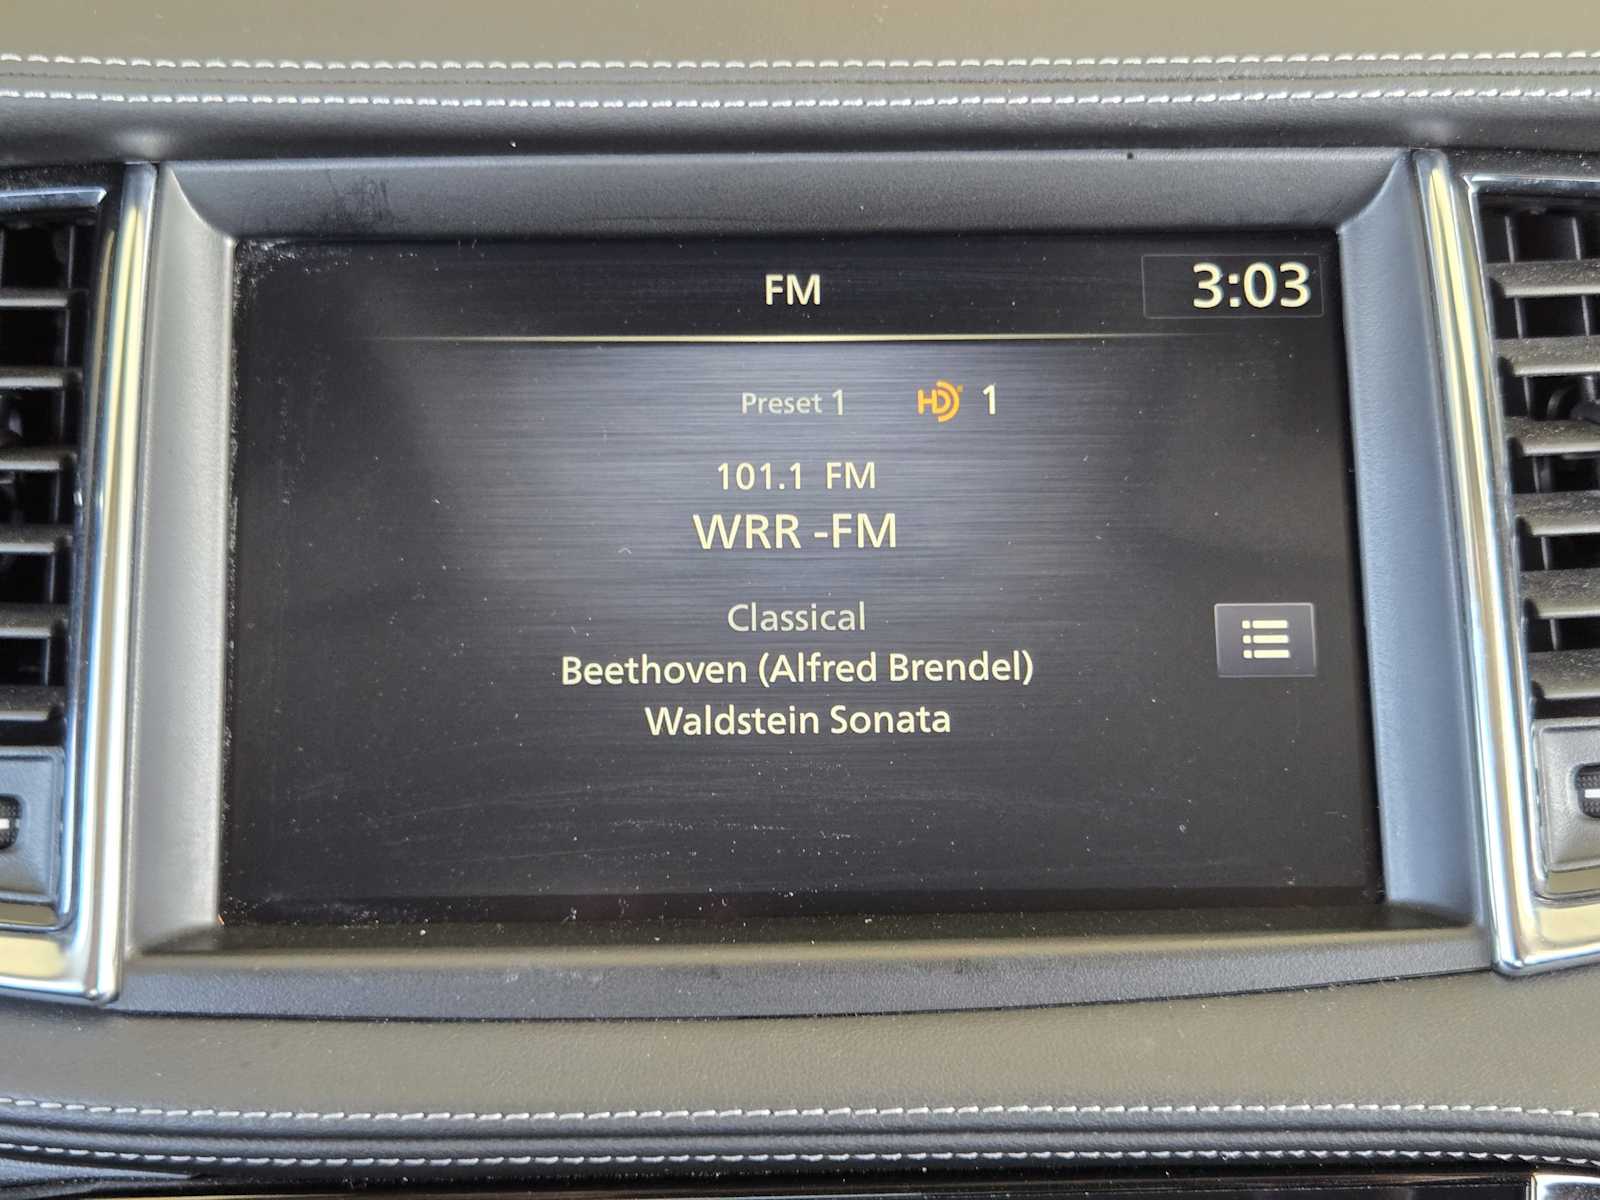 FM 3:03
Preset 1 HD 1
101.1 FM
WRR -FM
Classical
Beethoven (Alfred Brendel)
Waldstein Sonata